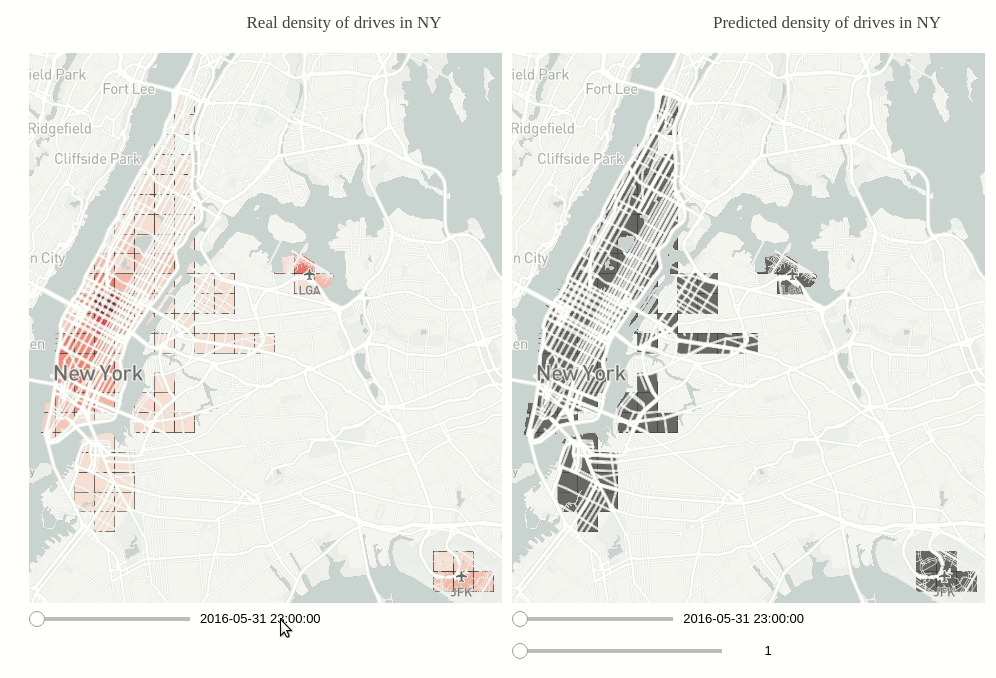 Real density of drives in NY
Predicted density of drives in NY
ield Park
Fort Lee
Ridgefield
Cliffside Park
n City
LGA
en
New York
y
JFK
ield Park
Fort Lee
Ridgefield
Cliffside Park
n City
LGA
en
New York
y
JFK
2016-05-31 23:00:00
2016-05-31 23:00:00
1